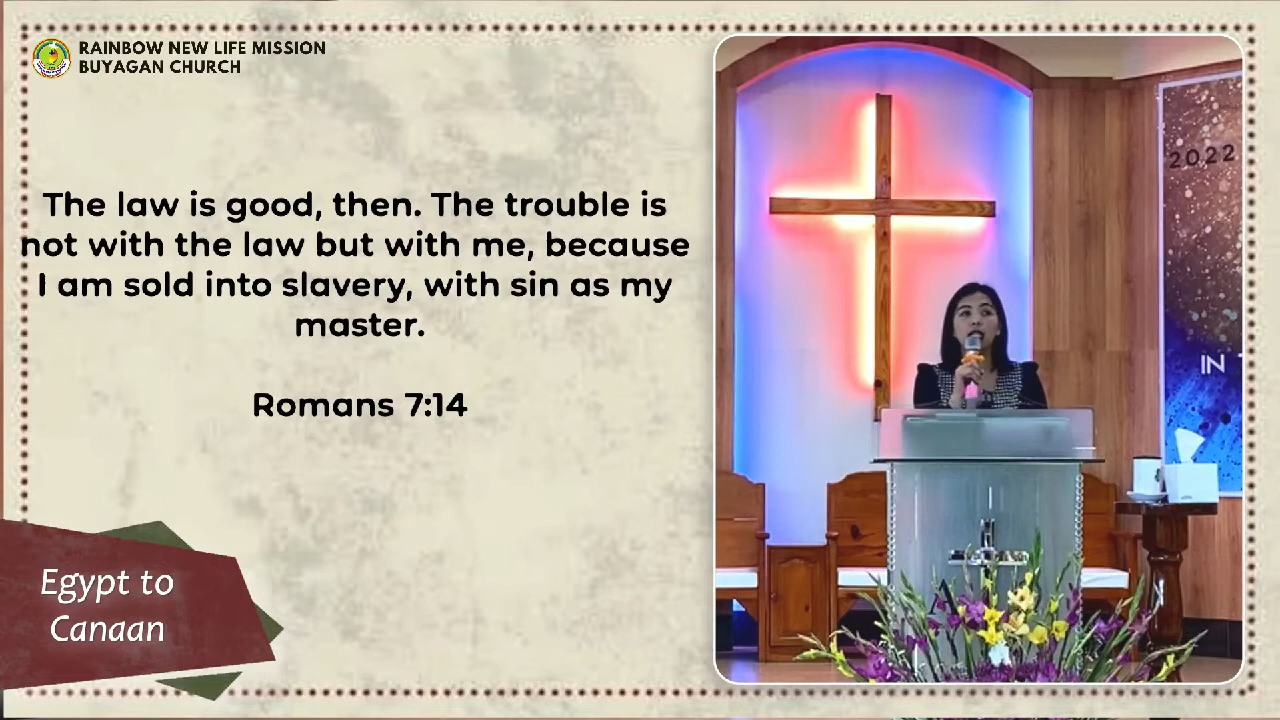 RAINBOW NEW LIFE MISSION
BUYAGAN CHURCH
The law is good, then. The trouble is
not with the law but with me, because
I am sold into slavery, with sin as my
master.
Romans 7:14
Egypt to
Canaan
2022
IN